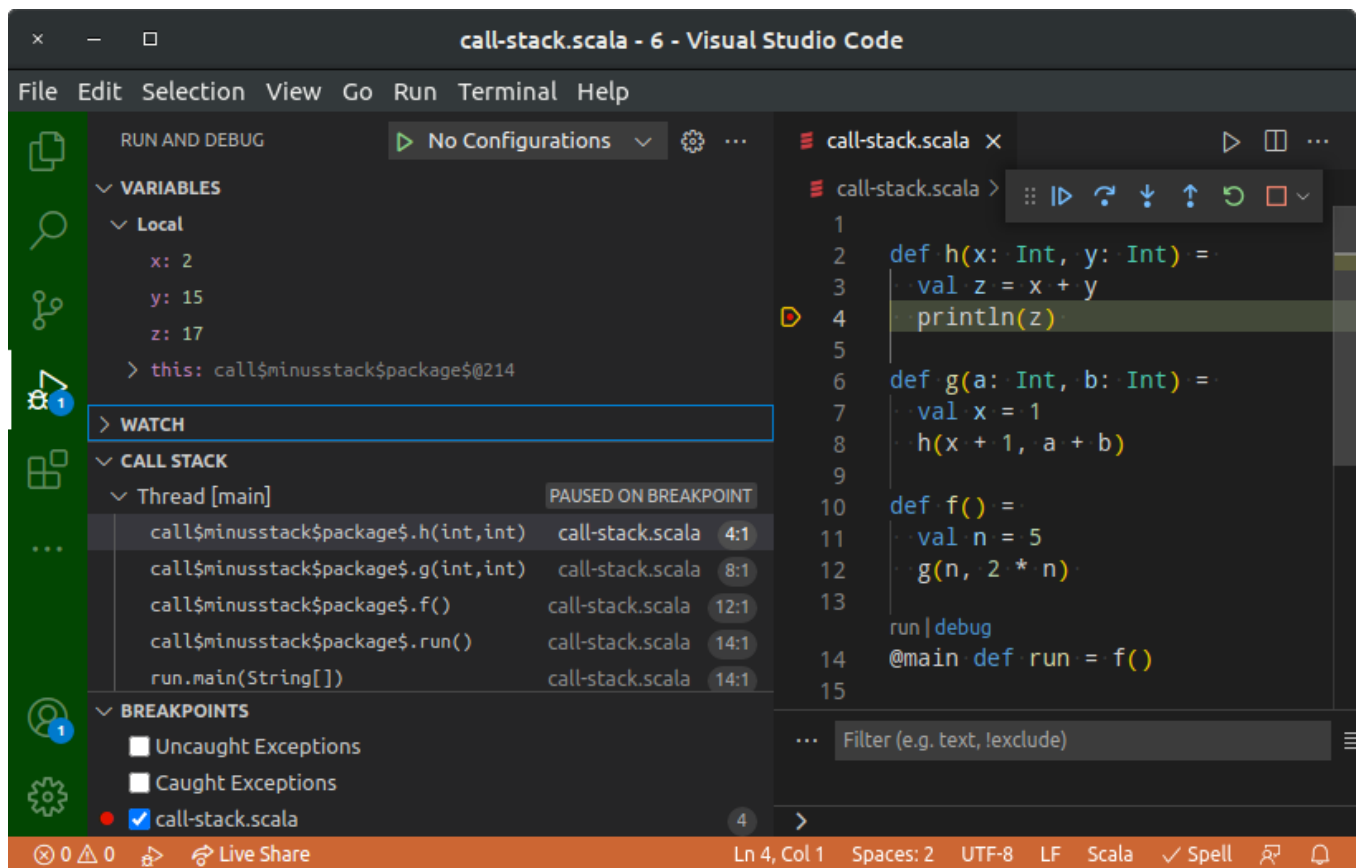 call-stack.scala - 6 - Visual Studio Code
File Edit Selection View Go Run Terminal Help
RUN AND DEBUG
No Configurations
VARIABLES
Local
x: 2
y: 15
z: 17
this: call$minusstack$package$@214
WATCH
CALL STACK
Thread [main] PAUSED ON BREAKPOINT
call$minusstack$package$.h(int,int) call-stack.scala 4:1
call$minusstack$package$.g(int,int) call-stack.scala 8:1
call$minusstack$package$.f() call-stack.scala 12:1
call$minusstack$package$.run() call-stack.scala 14:1
run.main(String[]) call-stack.scala 14:1
BREAKPOINTS
Uncaught Exceptions
Caught Exceptions
call-stack.scala 4
1
1
call-stack.scala
call-stack.scala
1
2 def h(x: Int, y: Int) =
3 val z = x + y
4 println(z)
5
6 def g(a: Int, b: Int) =
7 val x = 1
8 h(x + 1, a + b)
9
10 def f() =
11 val n = 5
12 g(n, 2 * n)
13
run | debug
14 @main def run = f()
15
Filter (e.g. text, !exclude)
0 0 Live Share Ln 4, Col 1 Spaces: 2 UTF-8 LF Scala Spell